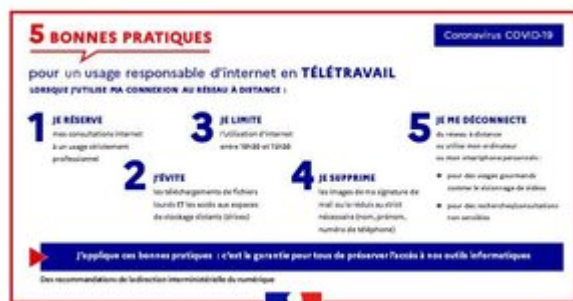 5 BONNES PRATIQUES
Coronavirus COVID-19
pour un usage responsable d'internet en TÉLÉTRAVAIL
LORSQUE J'UTILISE MA CONNEXION AU RÉSEAU À DISTANCE :
1 JE RÉSERVE
mes consultations internet
à un usage strictement
professionnel
2 J'ÉVITE
les téléchargements de fichiers
lourds ET les accès aux espaces
de stockage distants (drives)
3 JE LIMITE
l'utilisation d'internet
entre
4 JE SUPPRIME
les images de ma signature de
mail ou la réduis au strict
nécessaire (nom, prénom,
numéro de téléphone)
5 JE ME DÉCONNECTE
du réseau à distance
ou utilise mon ordinateur
ou mon smartphone personnels :
• pour des usages gourmands
comme le visionnage de vidéos
• pour des recherches/consultations
non sensibles
J'applique ces bonnes pratiques : c'est la garantie pour tous de préserver l'accès à nos outils informatiques
Des recommandations de la direction interministérielle du numérique